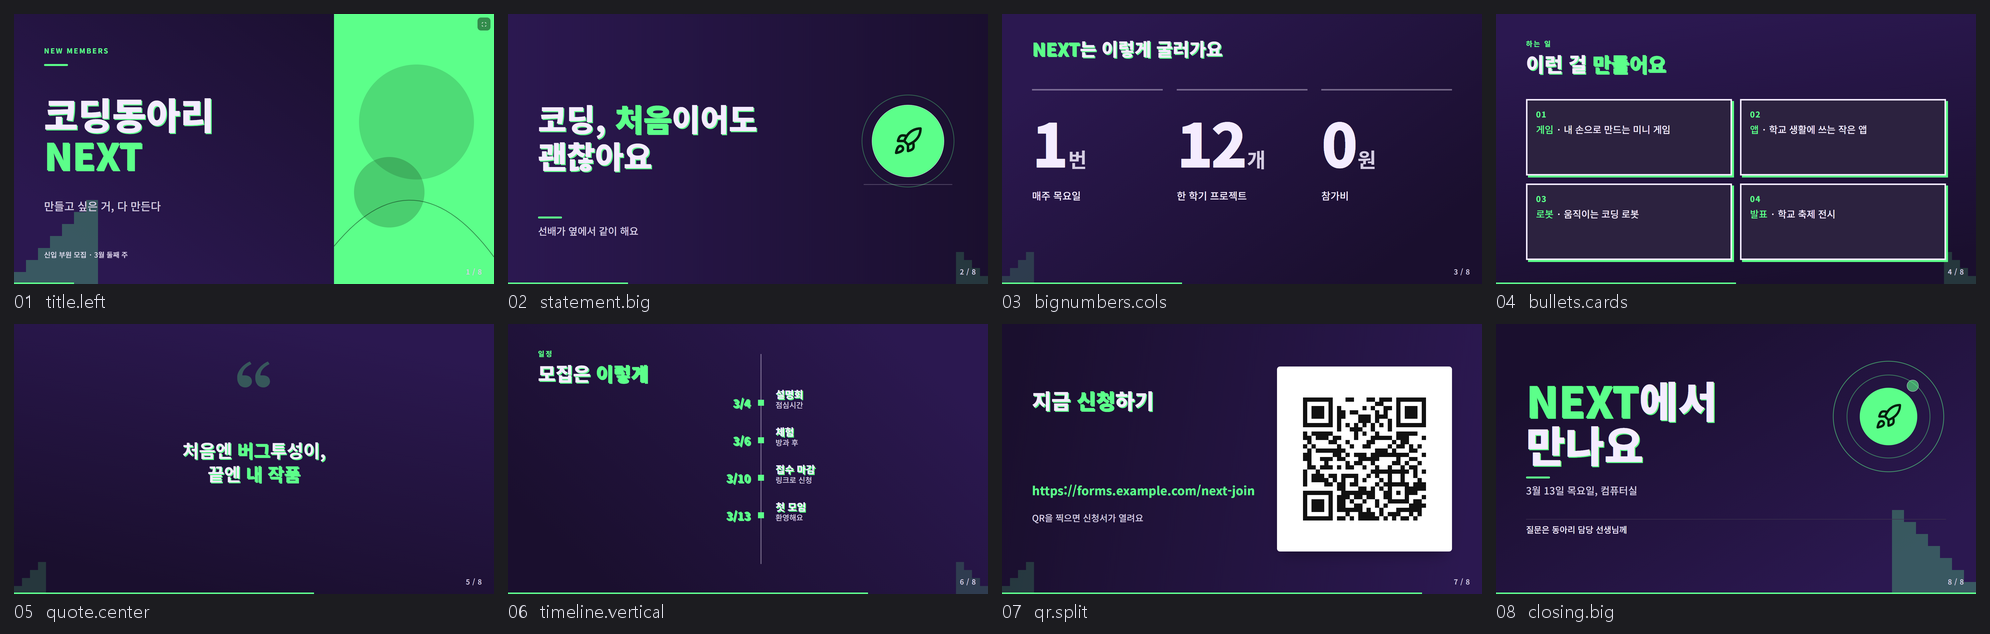 NEW MEMBERS
코딩동아리
NEXT
만들고 싶은 거, 다 만든다
신입 부원 모집 · 3월 둘째 주
1 / 8
01 title.left
코딩, 처음이어도
괜찮아요
선배가 옆에서 같이 해요
2 / 8
02 statement.big
NEXT는 이렇게 굴러가요
1번
매주 목요일
12개
한 학기 프로젝트
0원
참가비
3 / 8
03 bignumbers.cols
하는 일
이런 걸 만들어요
01
게임 · 내 손으로 만드는 미니 게임
02
앱 · 학교 생활에 쓰는 작은 앱
03
로봇 · 움직이는 코딩 로봇
04
발표 · 학교 축제 전시
4 / 8
04 bullets.cards
“
처음엔 버그투성이,
끝엔 내 작품
5 / 8
05 quote.center
일정
모집은 이렇게
3/4
설명회
점심시간
3/6
체험
방과 후
3/10
접수 마감
링크로 신청
3/13
첫 모임
환영해요
6 / 8
06 timeline.vertical
지금 신청하기
https://forms.example.com/next-join
QR을 찍으면 신청서가 열려요
7 / 8
07 qr.split
NEXT에서
만나요
3월 13일 목요일, 컴퓨터실
질문은 동아리 담당 선생님께
8 / 8
08 closing.big